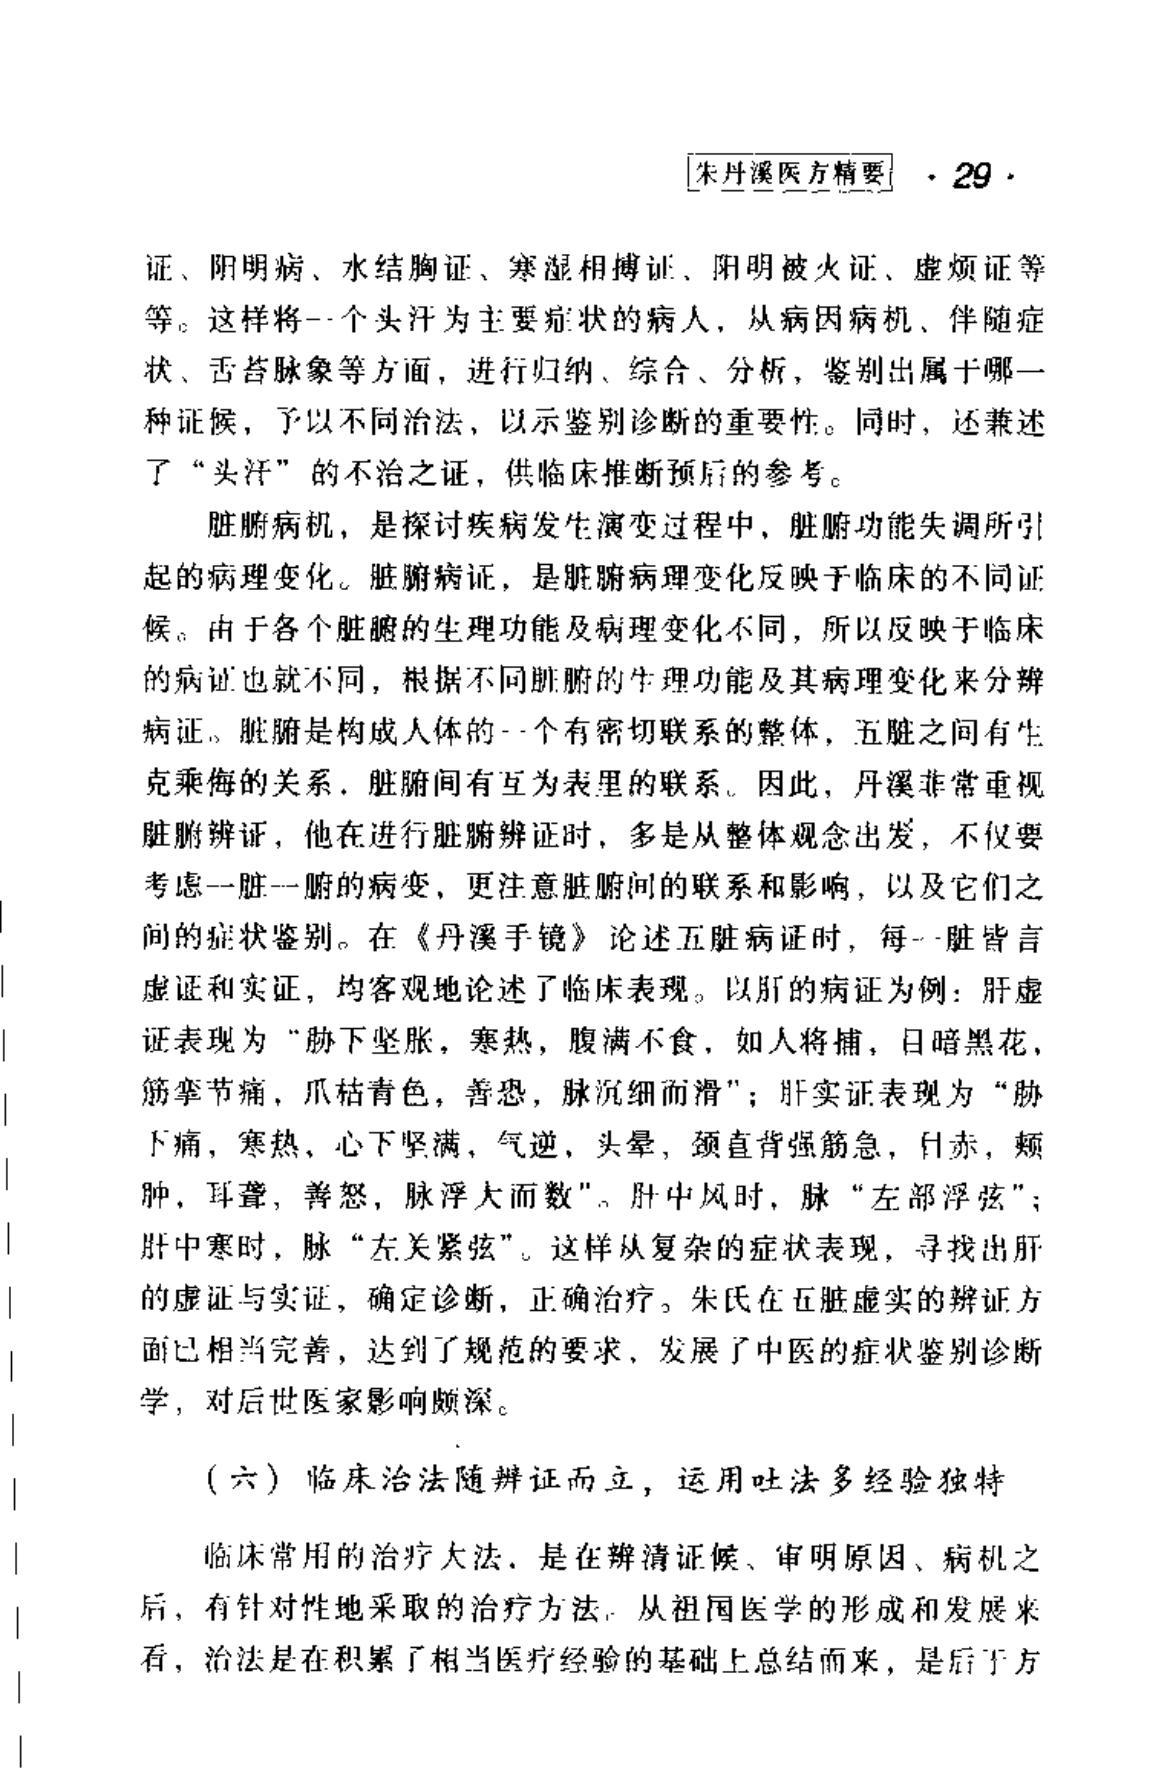 朱丹溪医方精要 · 29 ·
证、阳明病、水结胸证、寒湿相搏证、阳明被火证、虚烦证等
等。这样将一个头汗为主要症状的病人，从病因病机、伴随症
状、舌苔脉象等方面，进行归纳、综合、分析，鉴别出属于哪一
种证候，予以不同治法，以示鉴别诊断的重要性。同时，还兼述
了“头汗”的不治之证，供临床推断预后的参考。
脏腑病机，是探讨疾病发生演变过程中，脏腑功能失调所引
起的病理变化。脏腑病证，是脏腑病理变化反映于临床的不同证
候。由于各个脏腑的生理功能及病理变化不同，所以反映于临床
的病证也就不同，根据不同脏腑的生理功能及其病理变化来分辨
病证。脏腑是构成人体的一个有密切联系的整体，五脏之间有生
克乘侮的关系，脏腑间有互为表里的联系。因此，丹溪非常重视
脏腑辨证，他在进行脏腑辨证时，多是从整体观念出发，不仅要
考虑一脏一腑的病变，更注意脏腑间的联系和影响，以及它们之
间的症状鉴别。在《丹溪手镜》论述五脏病证时，每一脏皆言
虚证和实证，均客观地论述了临床表现。以肝的病证为例：肝虚
证表现为“胁下坚胀，寒热，腹满不食，如人将捕，目暗黑花，
筋挛节痛，爪枯青色，善恐，脉沉细而滑”；肝实证表现为“胁
下痛，寒热，心下坚满，气逆，头晕，颈直背强筋急，目赤，颊
肿，耳聋，善怒，脉浮大而数”。肝中风时，脉“左部浮弦”；
肝中寒时，脉“左关紧弦”。这样从复杂的症状表现，寻找出肝
的虚证与实证，确定诊断，正确治疗。朱氏在五脏虚实的辨证方
面已相当完善，达到了规范的要求，发展了中医的症状鉴别诊断
学，对后世医家影响颇深。
（六）临床治法随辨证而立，运用吐法多经验独特
临床常用的治疗大法，是在辨清证候、审明原因、病机之
后，有针对性地采取的治疗方法。从祖国医学的形成和发展来
看，治法是在积累了相当医疗经验的基础上总结而来，是后于方